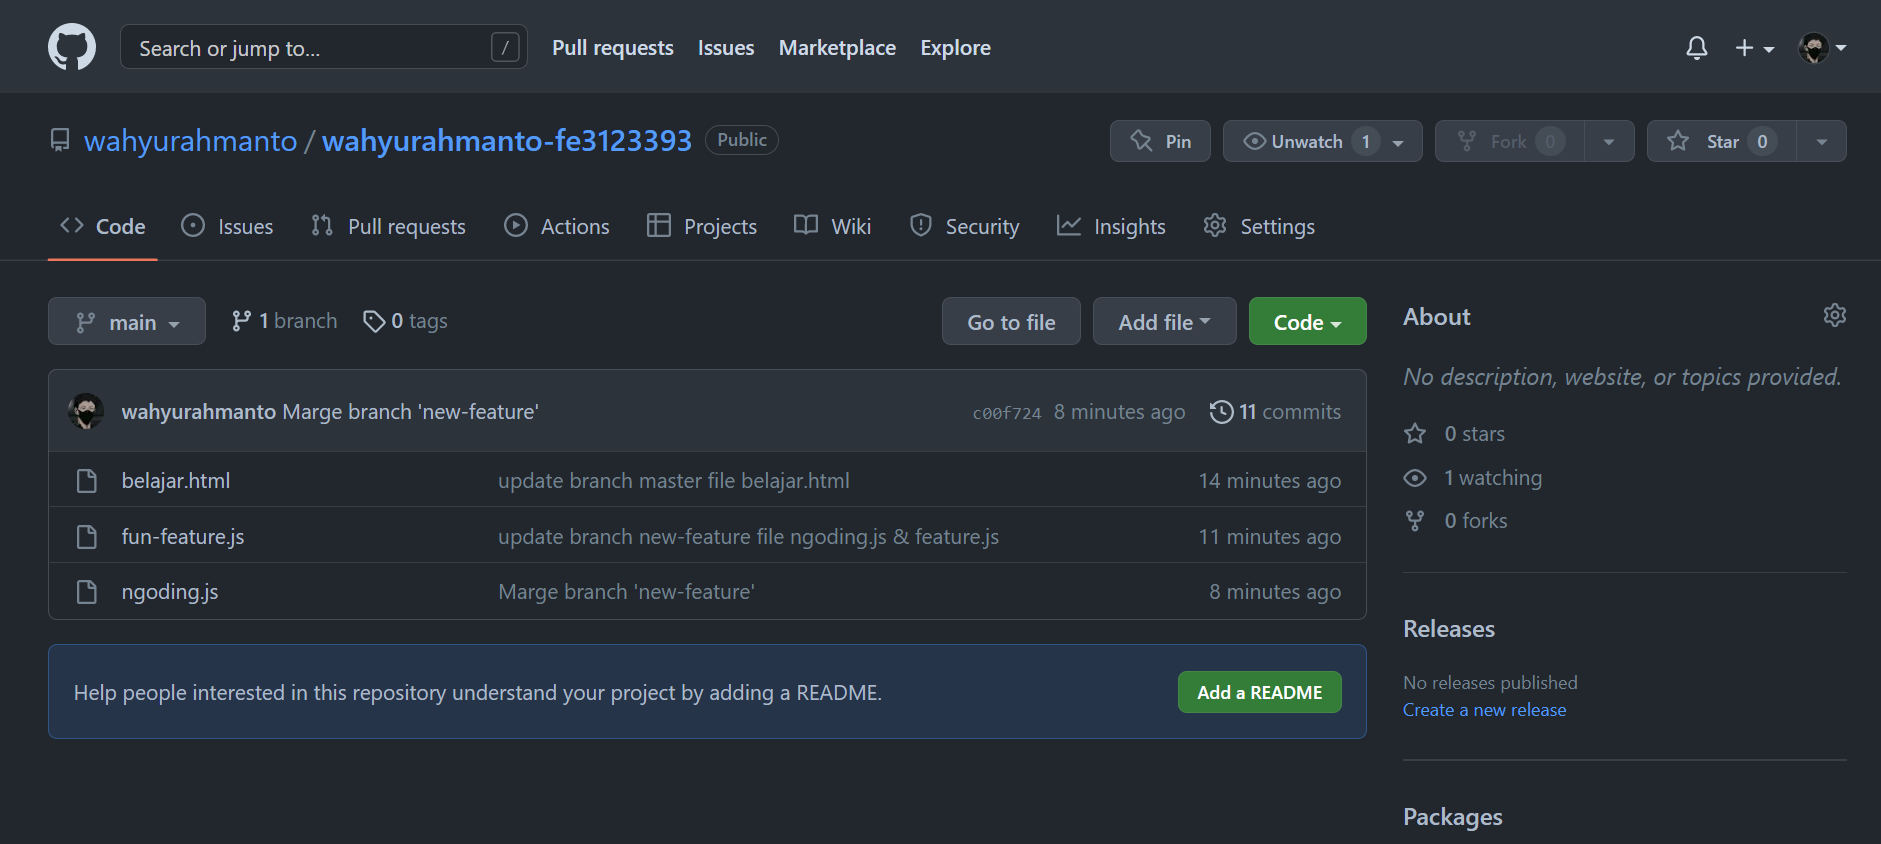 Search or jump to... /
Pull requests Issues Marketplace Explore
wahyurahmanto / wahyurahmanto-fe3123393 Public
Pin Unwatch 1 Fork 0 Star 0
Code Issues Pull requests Actions Projects Wiki Security Insights Settings
main 1 branch 0 tags
Go to file Add file Code
wahyurahmanto Marge branch 'new-feature' c00f724 8 minutes ago 11 commits
belajar.html update branch master file belajar.html 14 minutes ago
fun-feature.js update branch new-feature file ngoding.js & feature.js 11 minutes ago
ngoding.js Marge branch 'new-feature' 8 minutes ago
Help people interested in this repository understand your project by adding a README. Add a README
About
No description, website, or topics provided.
0 stars
1 watching
0 forks
Releases
No releases published
Create a new release
Packages